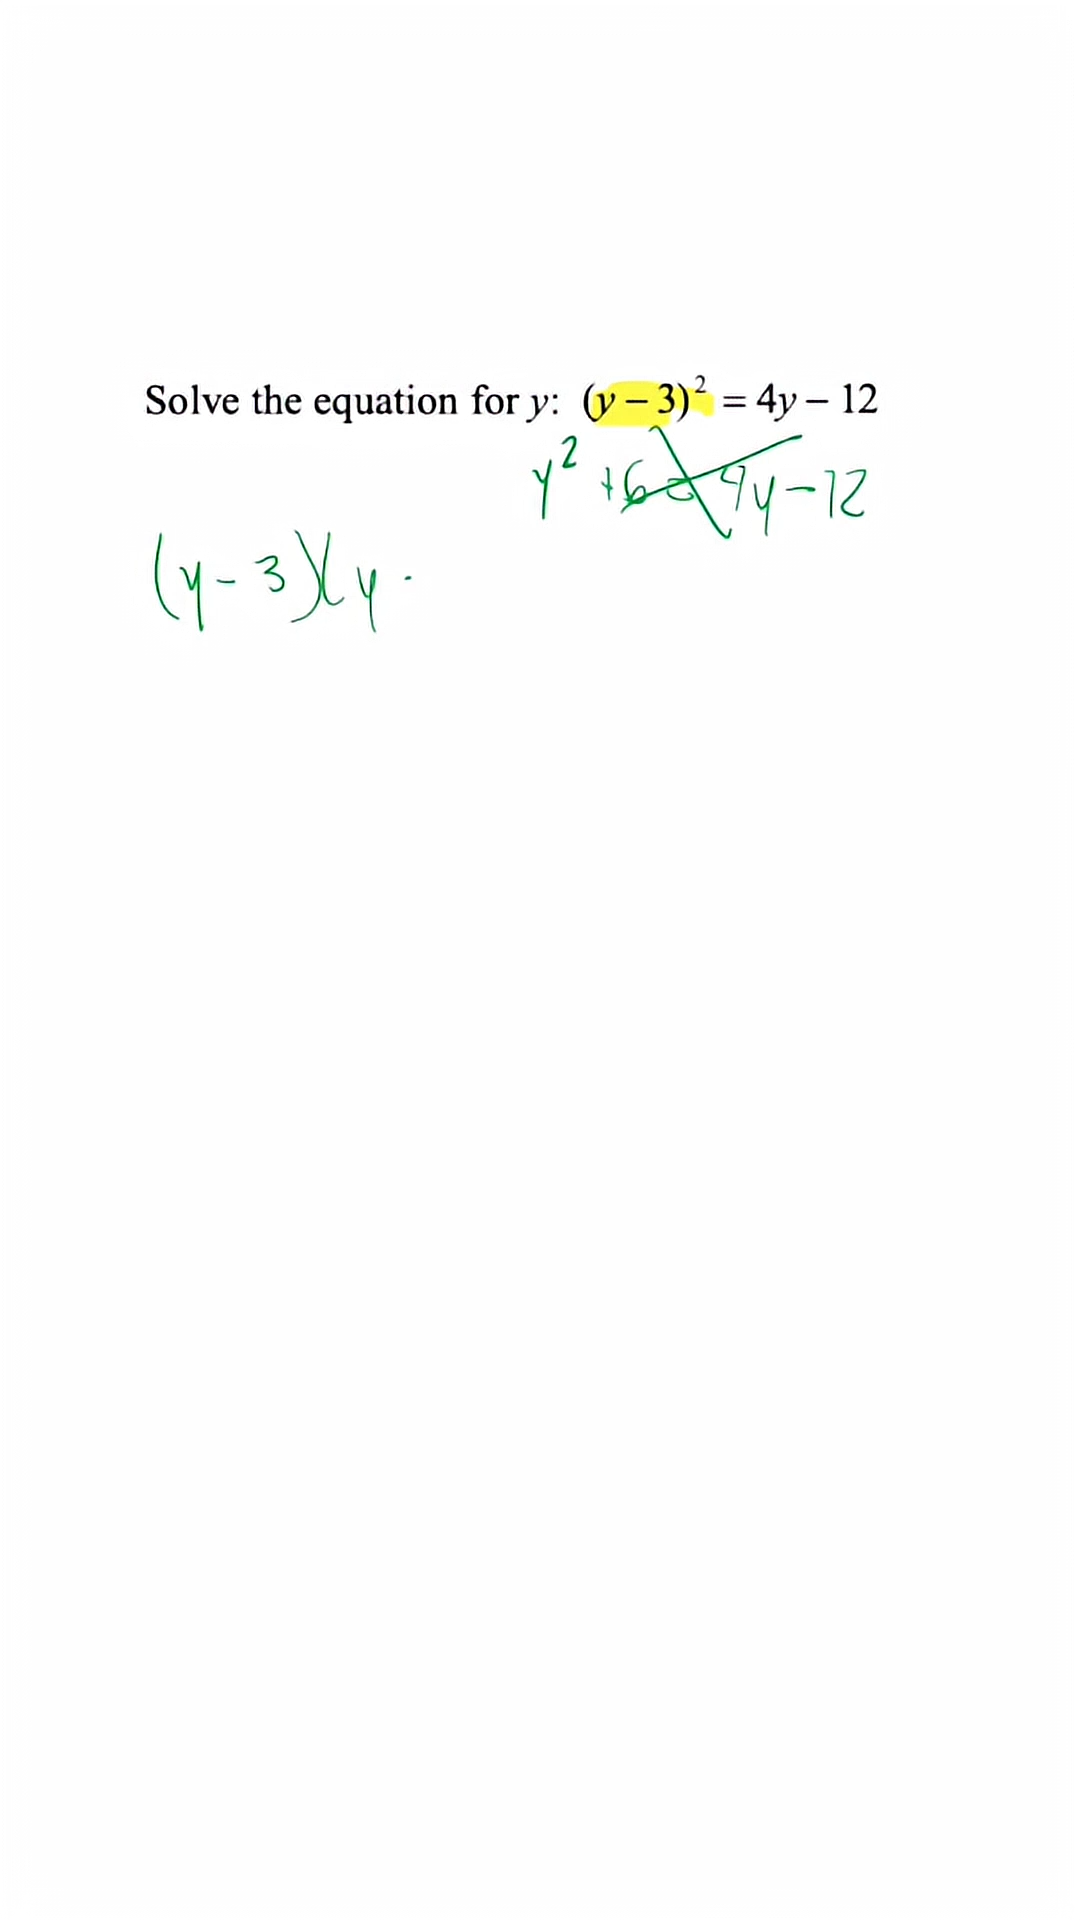 Solve the equation for y: (y – 3)² = 4y – 12
y² + 6 = 4y - 12
(y - 3)(y -